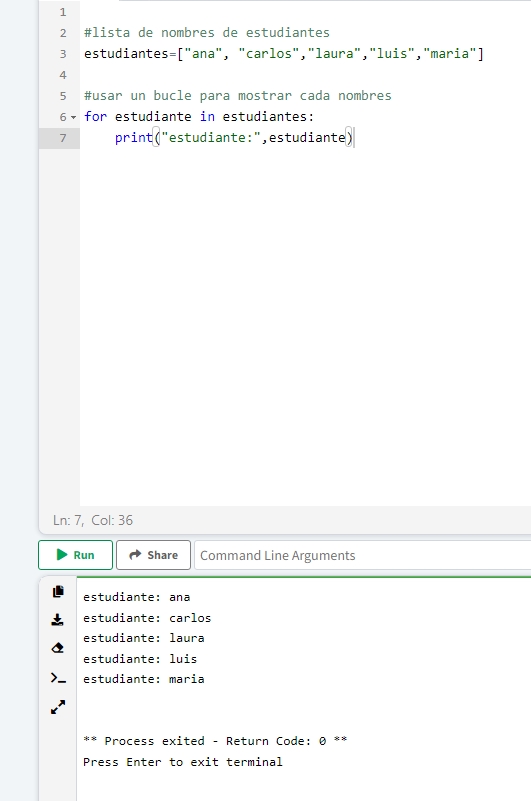 1
2 #lista de nombres de estudiantes
3 estudiantes=["ana", "carlos","laura","luis","maria"]
4
5 #usar un bucle para mostrar cada nombres
6 for estudiante in estudiantes:
7     print("estudiante:",estudiante)
Ln: 7, Col: 36
Run Share Command Line Arguments
estudiante: ana
estudiante: carlos
estudiante: laura
estudiante: luis
estudiante: maria
** Process exited - Return Code: 0 **
Press Enter to exit terminal